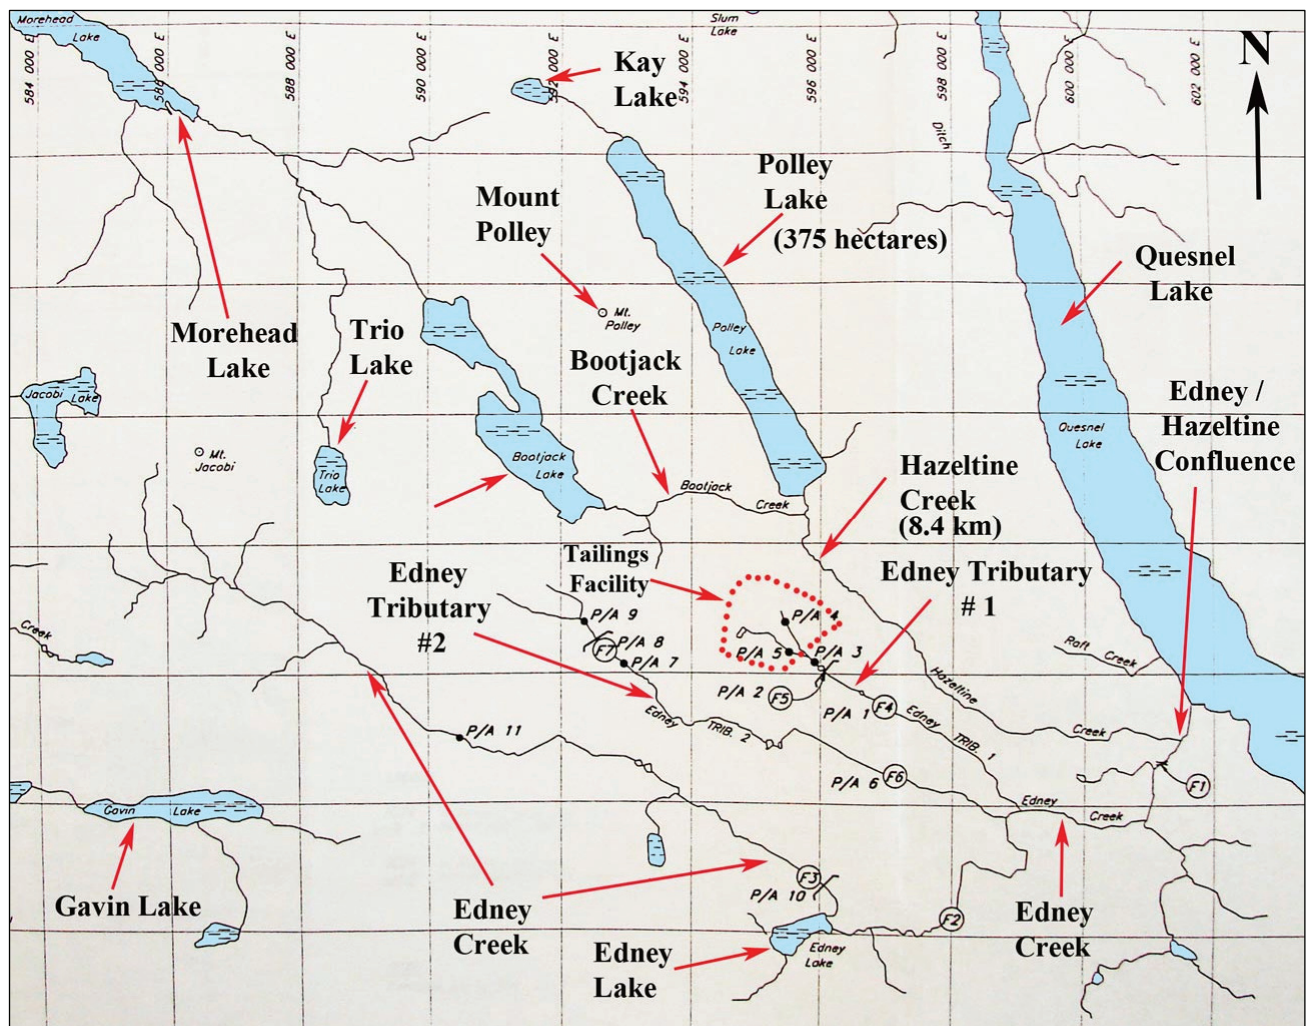 Morehead
Lake
584 000 E
586 000 E
588 000 E
590 000 E
592 000 E
594 000 E
596 000 E
598 000 E
600 000 E
602 000 E
Slum
Lake
N
Kay
Lake
Ditch
Polley
Lake
(375 hectares)
Mount
Polley
Quesnel
Lake
Mt.
Polley
Morehead
Lake
Trio
Lake
Polley
Lake
Bootjack
Creek
Edney /
Hazeltine
Confluence
Jacobi Lake
Quesnel
Lake
Mt.
Jacobi
Trio
Lake
Bootjack
Lake
Bootjack
Creek
Hazeltine
Creek
(8.4 km)
Tailings
Facility
Edney
Tributary
#2
Edney Tributary
# 1
P/A 9
P/A 4
Creek
P/A 8
F7
P/A 7
P/A 5
P/A 3
Raft Creek
P/A 2
F5
P/A 1
F4
Hazeltine
Creek
Edney
TRIB. 2
Edney
TRIB. 1
P/A 11
P/A 6
F6
F1
Gavin Lake
Edney
Creek
F3
P/A 10
Gavin Lake
Edney
Creek
F2
Edney
Creek
Edney
Lake
Edney
Lake